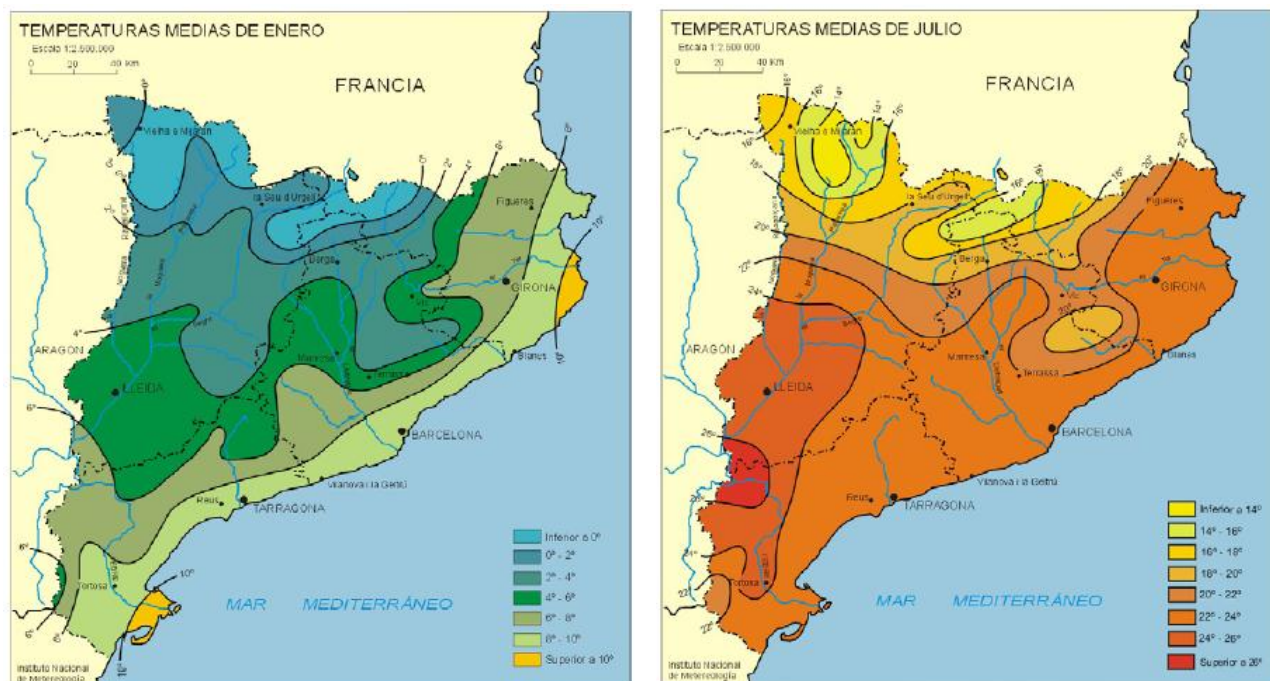 TEMPERATURAS MEDIAS DE ENERO
Escala 1:2.500.000
0 20 40 km
FRANCIA
Vielha e Mijaran
la Seu d'Urgell
Figueres
Berga
GIRONA
Vic
ARAGÓN
Manresa
Blanes
Terrassa
LLEIDA
BARCELONA
Vilanova i la Geltrú
Reus
TARRAGONA
Tortosa
MAR MEDITERRÁNEO
Inferior a 0º
0º - 2º
2º - 4º
4º - 6º
6º - 8º
8º - 10º
Superior a 10º
Instituto Nacional
de Metereología
TEMPERATURAS MEDIAS DE JULIO
Escala 1:2.500.000
0 20 40 km
FRANCIA
Vielha e Mijaran
la Seu d'Urgell
Figueres
Berga
GIRONA
Vic
ARAGÓN
Manresa
Blanes
Terrassa
LLEIDA
BARCELONA
Vilanova i la Geltrú
Reus
TARRAGONA
Tortosa
MAR MEDITERRÁNEO
Inferior a 14º
14º - 16º
16º - 18º
18º - 20º
20º - 22º
22º - 24º
24º - 26º
Superior a 26º
Instituto Nacional
de Metereología